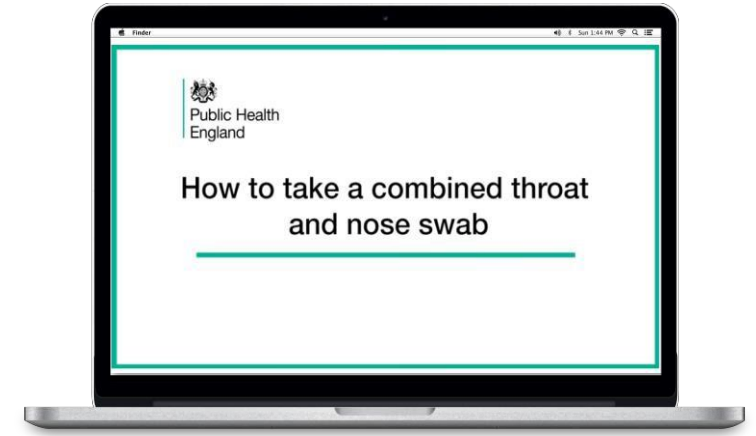 Finder
Sun 1:44 PM
Public Health
England
How to take a combined throat
and nose swab